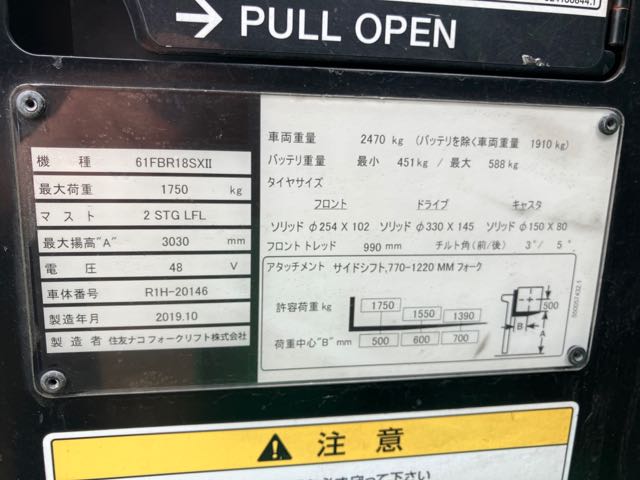 → PULL OPEN
機種 61FBR18SXII
最大荷重 1750 kg
マスト 2 STG LFL
最大揚高"A" 3030 mm
電圧 48 V
車体番号 R1H-20146
製造年月 2019.10
製造者 住友ナコフォークリフト株式会社
車両重量 2470 kg (バッテリを除く車両重量 1910 kg)
バッテリ重量 最小 451kg / 最大 588kg
タイヤサイズ
フロント ドライブ キャスタ
ソリッド φ254 X 102 ソリッド φ330 X 145 ソリッド φ150 X 80
フロントトレッド 990 mm チルト角(前/後) 3°/ 5°
アタッチメント サイドシフト,770-1220 MM フォーク
許容荷重 kg 1750 1550 1390
荷重中心"B" mm 500 600 700
500
B
A
注意